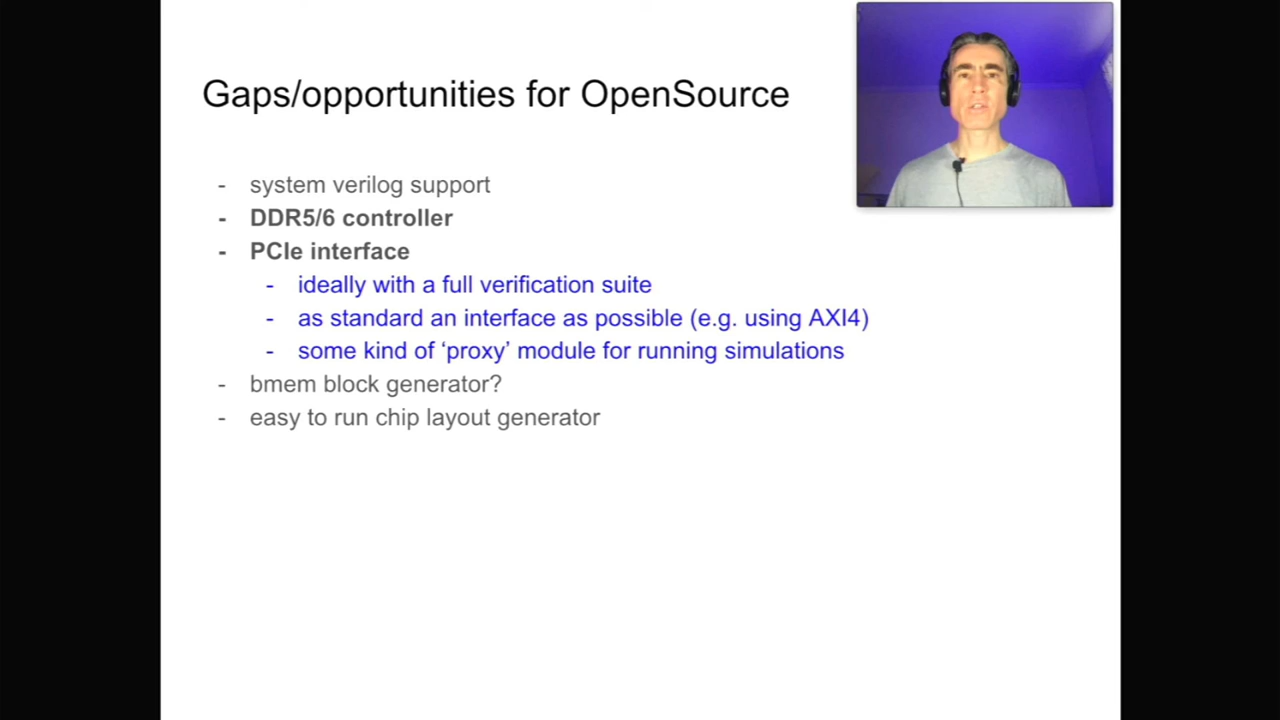 Gaps/opportunities for OpenSource
- system verilog support
- DDR5/6 controller
- PCIe interface
- ideally with a full verification suite
- as standard an interface as possible (e.g. using AXI4)
- some kind of ‘proxy’ module for running simulations
- bmem block generator?
- easy to run chip layout generator